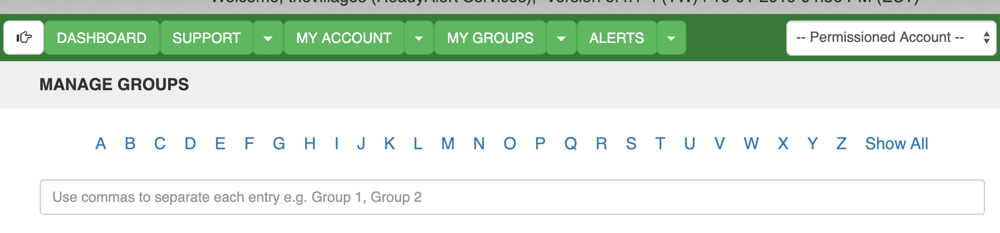 DASHBOARD SUPPORT MY ACCOUNT MY GROUPS ALERTS -- Permissioned Account --
MANAGE GROUPS
A B C D E F G H I J K L M N O P Q R S T U V W X Y Z Show All
Use commas to separate each entry e.g. Group 1, Group 2